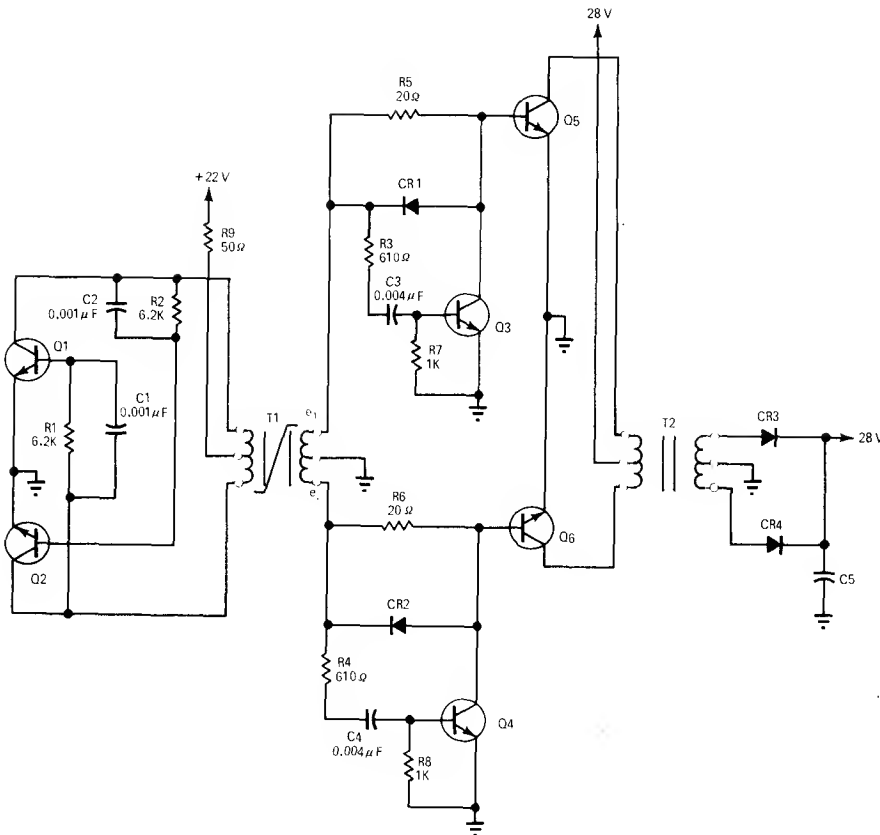 28 V
R5
20Ω
Q5
+22 V
R9
50Ω
CR1
R3
610Ω
C3
0.004μF
Q3
R7
1K
C2
0.001μF
R2
6.2K
Q1
C1
0.001μF
R1
6.2K
Q2
T1
e1
e
T2
CR3
28 V
CR4
C5
R6
20Ω
Q6
CR2
R4
610Ω
C4
0.004μF
Q4
R8
1K